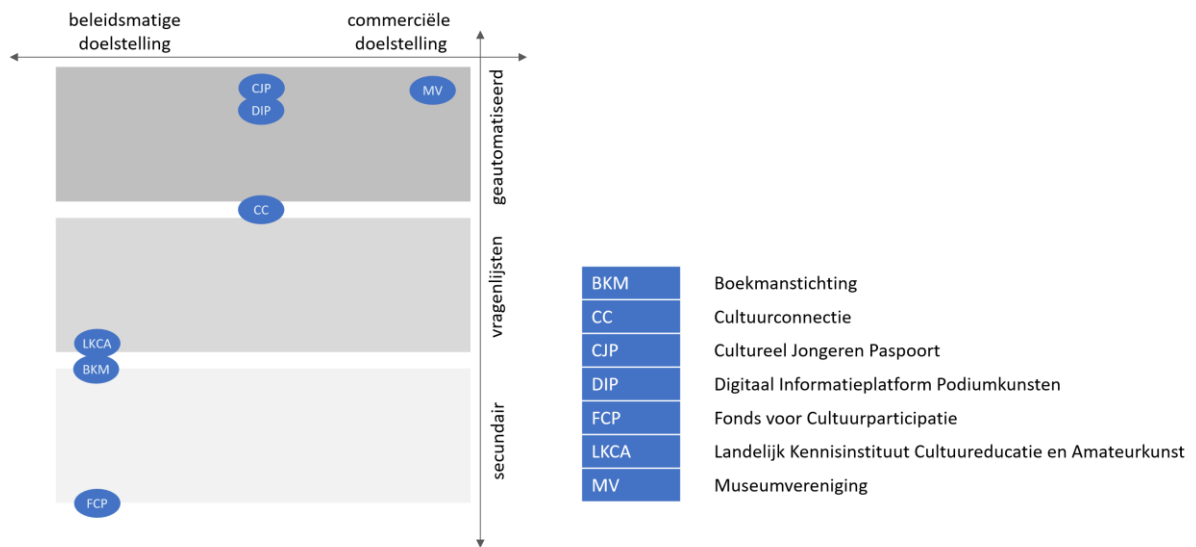 beleidsmatige
doelstelling
commerciële
doelstelling
CJP
DIP
MV
geautomatiseerd
CC
vragenlijsten
LKCA
BKM
secundair
FCP
BKM Boekmanstichting
CC Cultuurconnectie
CJP Cultureel Jongeren Paspoort
DIP Digitaal Informatieplatform Podiumkunsten
FCP Fonds voor Cultuurparticipatie
LKCA Landelijk Kennisinstituut Cultuureducatie en Amateurkunst
MV Museumvereniging